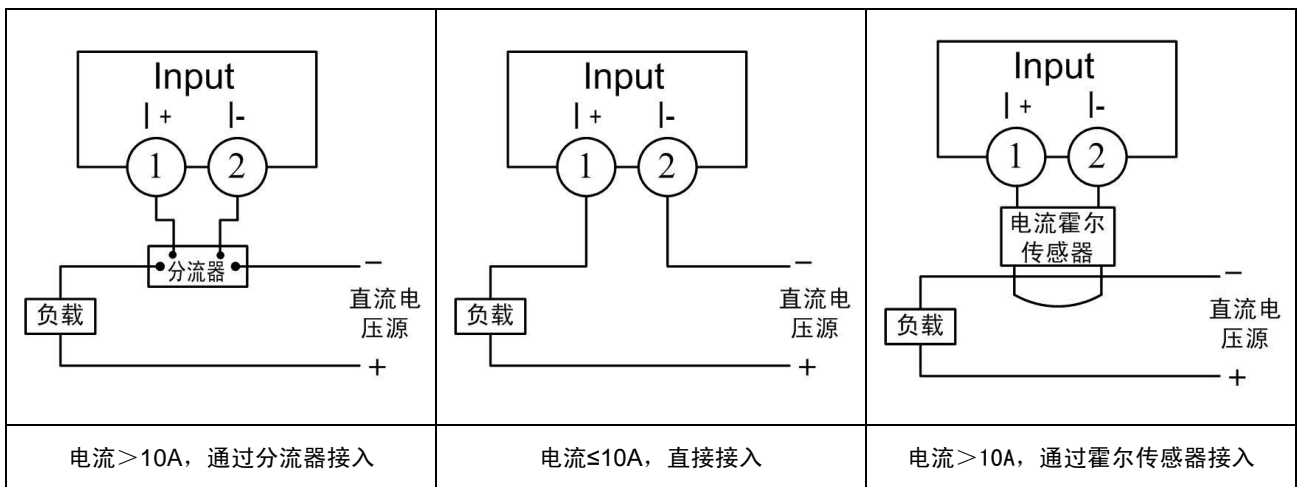 Input
I + I-
1 2
分流器
负载
−
直流电
压源
+
电流＞10A，通过分流器接入
Input
I + I-
1 2
负载
−
直流电
压源
+
电流≤10A，直接接入
Input
I + I-
1 2
电流霍尔
传感器
负载
−
直流电
压源
+
电流＞10A，通过霍尔传感器接入